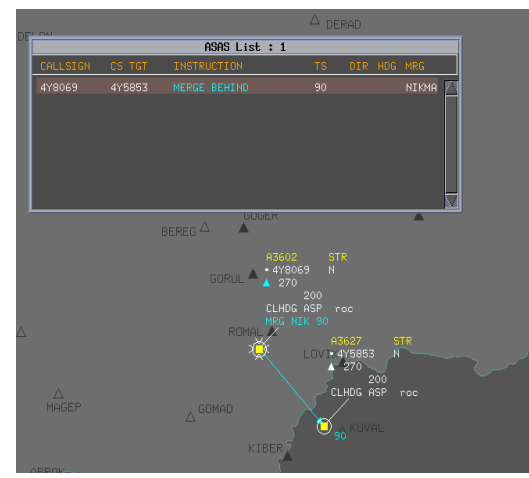 DERAD
ASAS List : 1
CALLSIGN CS TGT INSTRUCTION TS DIR HDG MRG
4Y8069 4Y5853 MERGE BEHIND 90 NIKMA
BEREG
A3602 STR
4Y8069 N
GORUL
270
200
CLHDG ASP roc
MRG NIK 90
ROMAL
A3627 STR
4Y5853 N
270
200
CLHDG ASP roc
MAGEP
GOMAD
KUVAL
90
KIBER